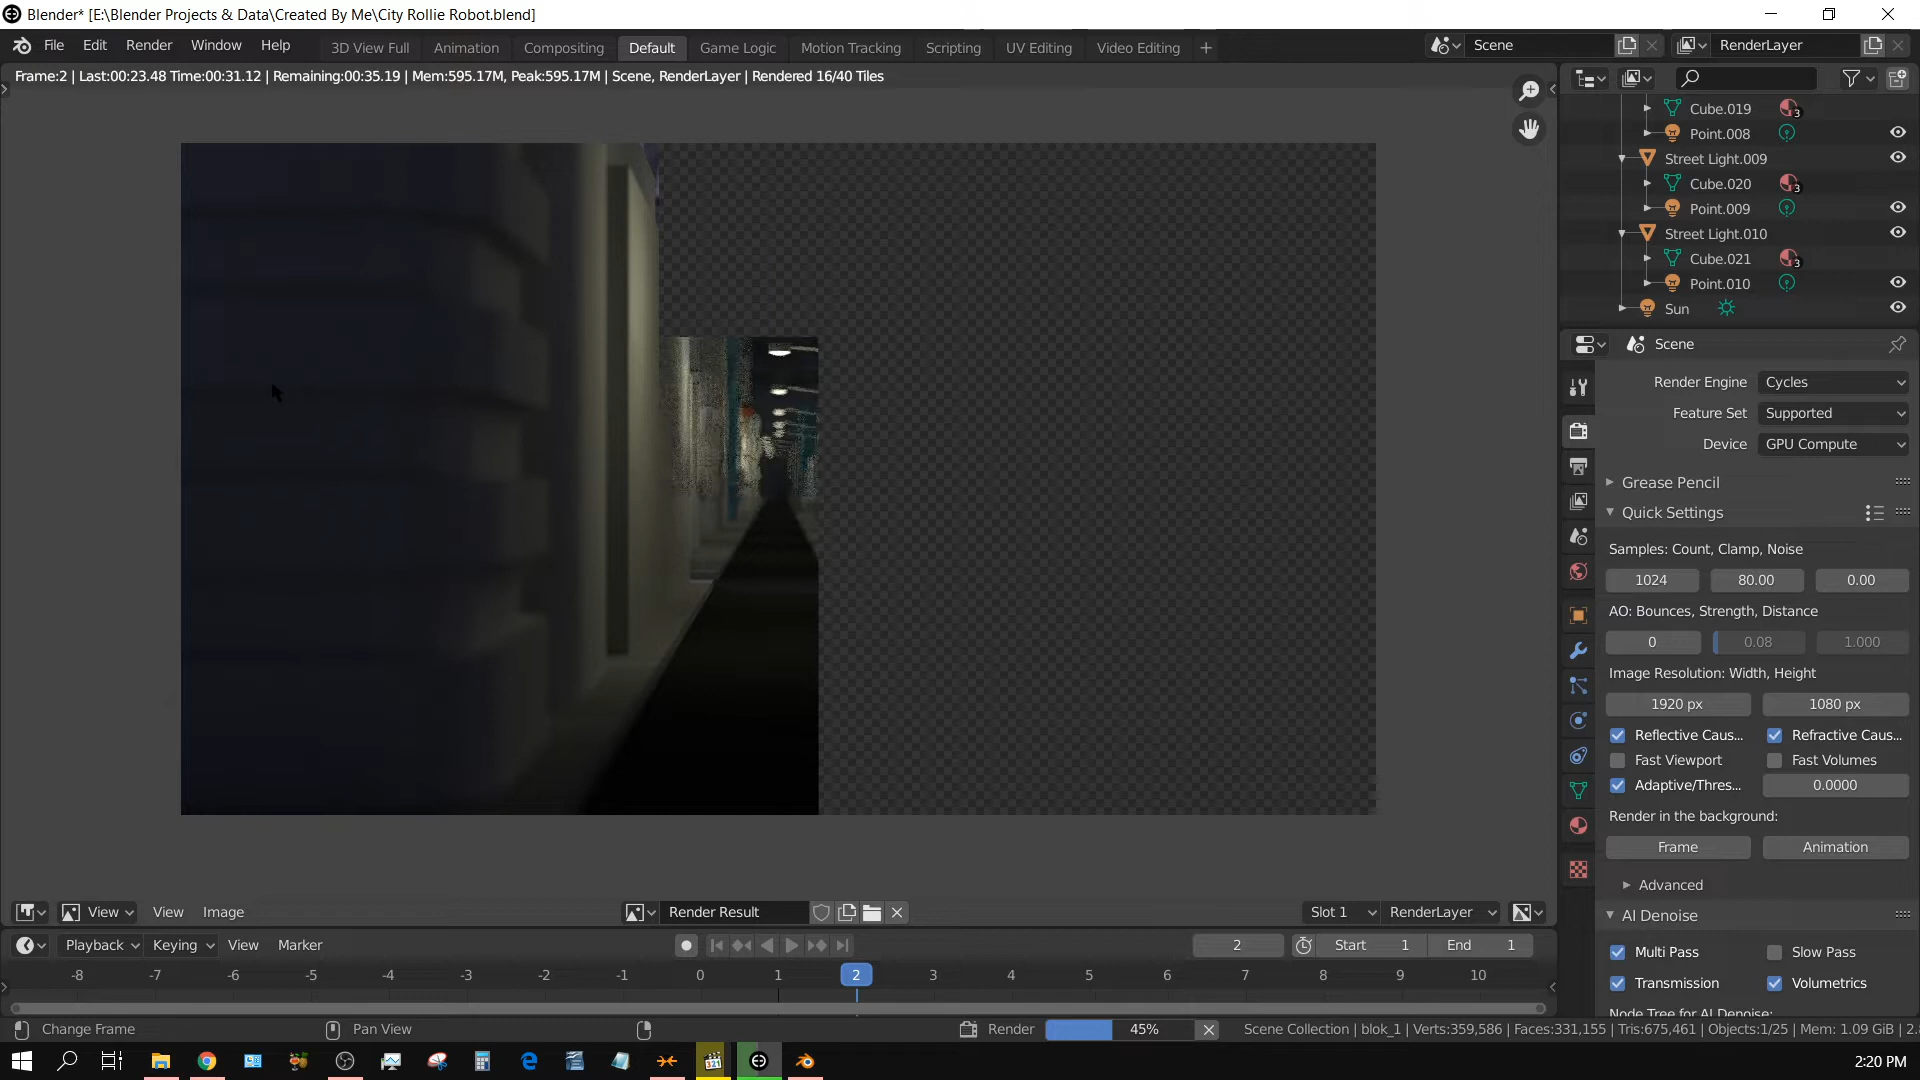 Blender* [E:\Blender Projects & Data\Created By Me\City Rollie Robot.blend]
File Edit Render Window Help 3D View Full Animation Compositing Default Game Logic Motion Tracking Scripting UV Editing Video Editing + Scene RenderLayer
Frame:2 | Last:00:23.48 Time:00:31.12 | Remaining:00:35.19 | Mem:595.17M, Peak:595.17M | Scene, RenderLayer | Rendered 16/40 Tiles
Cube.019 3
Point.008
Street Light.009
Cube.020 3
Point.009
Street Light.010
Cube.021 3
Point.010
Sun
Scene
Render Engine Cycles
Feature Set Supported
Device GPU Compute
Grease Pencil
Quick Settings
Samples: Count, Clamp, Noise
1024 80.00 0.00
AO: Bounces, Strength, Distance
0 0.08 1.000
Image Resolution: Width, Height
1920 px 1080 px
Reflective Caus... Refractive Caus...
Fast Viewport Fast Volumes
Adaptive/Thres... 0.0000
Render in the background:
Frame Animation
Advanced
AI Denoise
Multi Pass Slow Pass
Transmission Volumetrics
Node Tree for AI Denoise:
View View Image Render Result Slot 1 RenderLayer
Playback Keying View Marker 2 Start 1 End 1
-8 -7 -6 -5 -4 -3 -2 -1 0 1 2 3 4 5 6 7 8 9 10
Change Frame Pan View Render 45% Scene Collection | blok_1 | Verts:359,586 | Faces:331,155 | Tris:675,461 | Objects:1/25 | Mem: 1.09 GiB | 2.8
321
2:20 PM